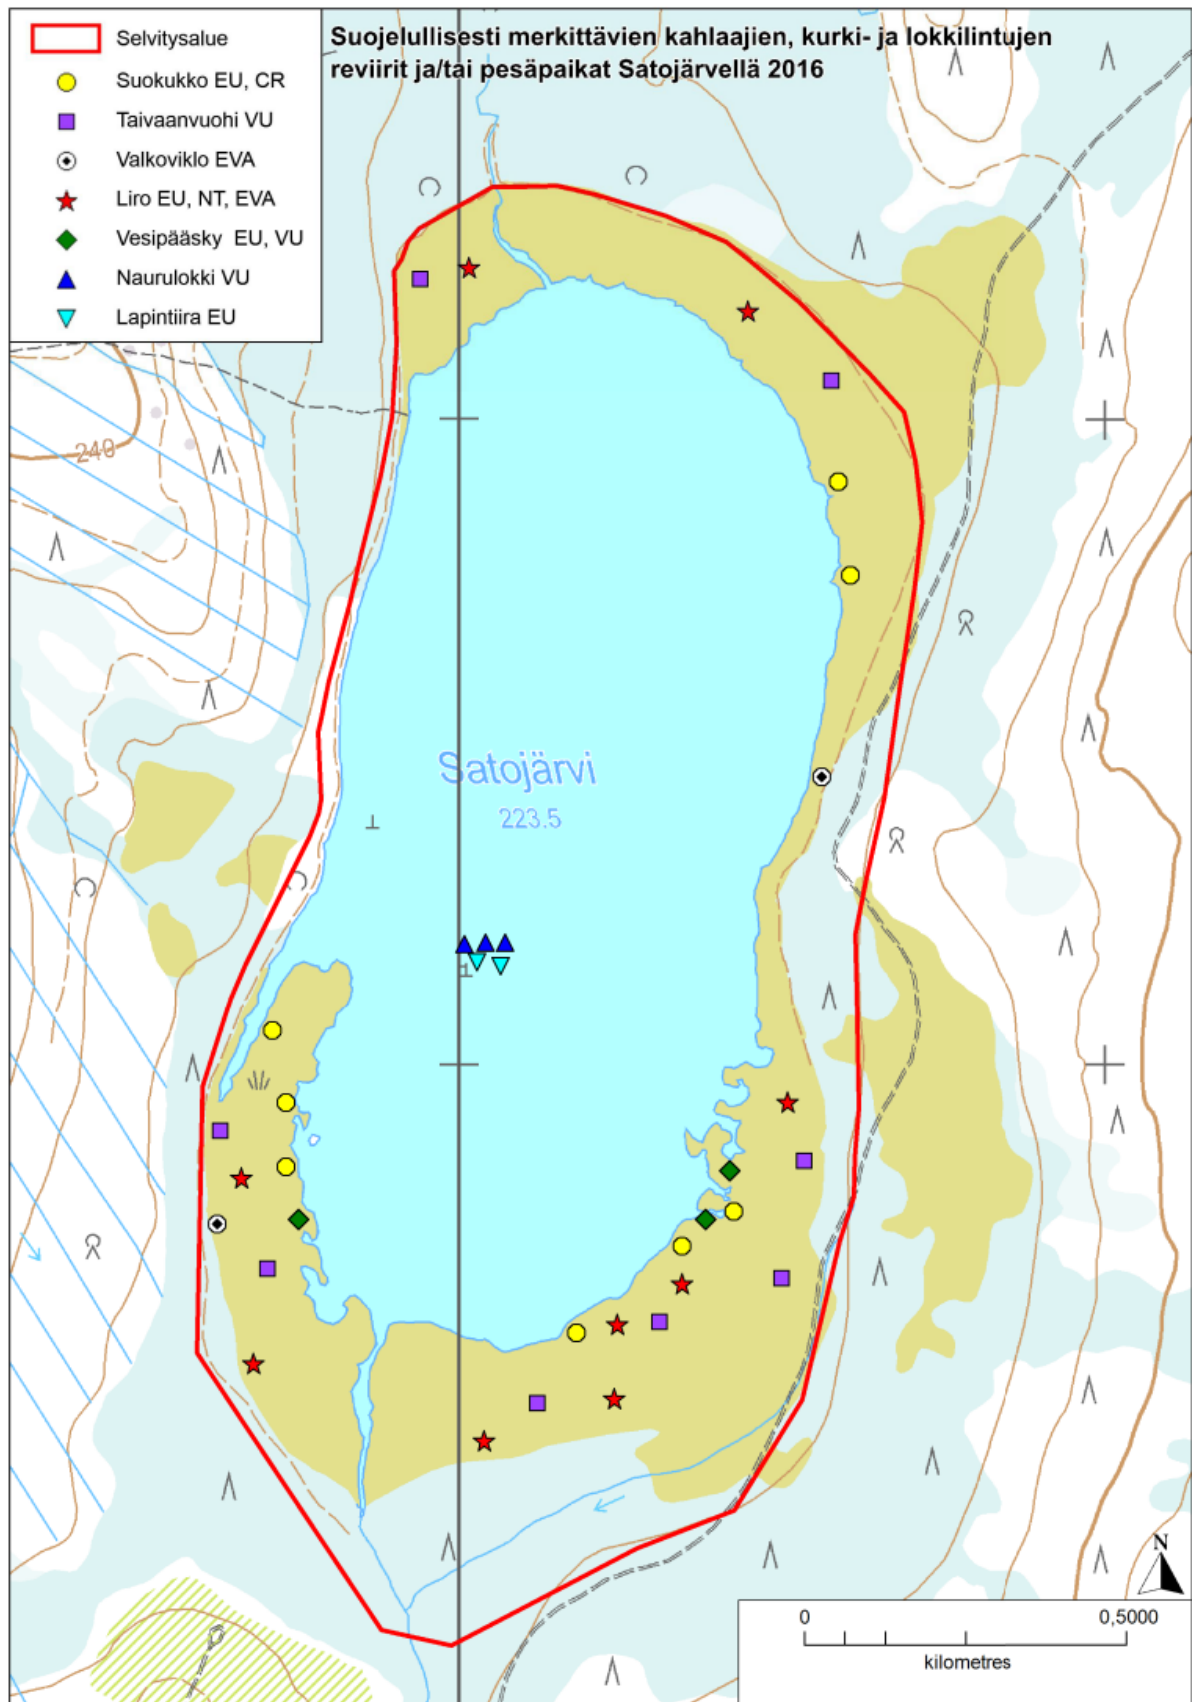 Selvitysalue
Suokukko EU, CR
Taivaanvuohi VU
Valkoviklo EVA
Liro EU, NT, EVA
Vesipääsky EU, VU
Naurulokki VU
Lapintiira EU
Suojelullisesti merkittävien kahlaajien, kurki- ja lokkilintujen
reviirit ja/tai pesäpaikat Satojärvellä 2016
240
Satojärvi
223.5
N
0 0,5000
kilometres